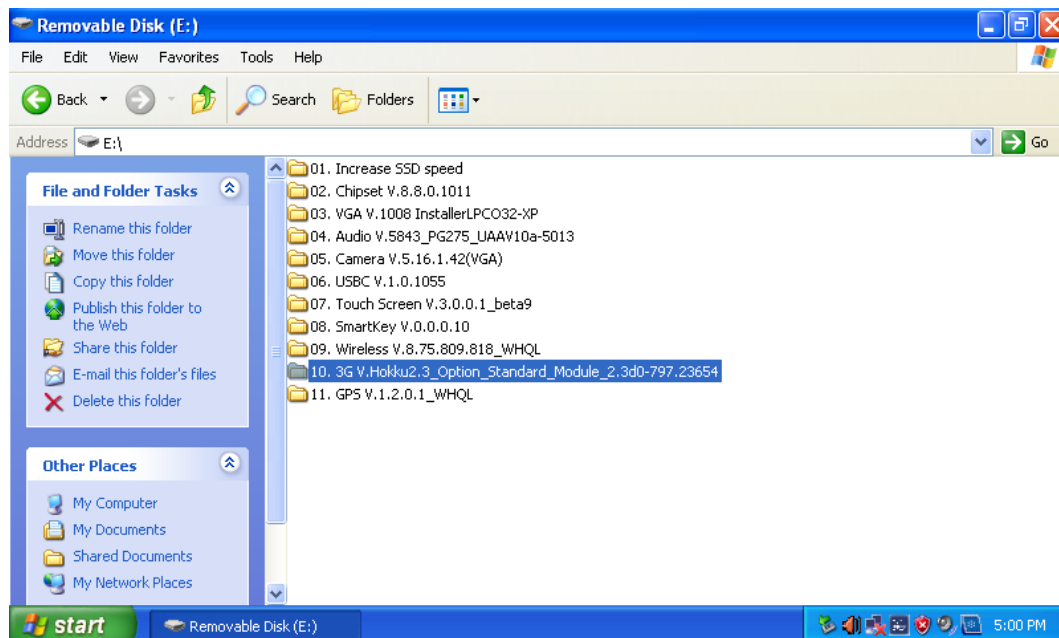 Removable Disk (E:)
File Edit View Favorites Tools Help
Back Search Folders
Address E:\ Go
File and Folder Tasks
Rename this folder
Move this folder
Copy this folder
Publish this folder to
the Web
Share this folder
E-mail this folder's files
Delete this folder
Other Places
My Computer
My Documents
Shared Documents
My Network Places
01. Increase SSD speed
02. Chipset V.8.8.0.1011
03. VGA V.1008 InstallerLPCO32-XP
04. Audio V.5843_PG275_UAAV10a-5013
05. Camera V.5.16.1.42(VGA)
06. USBC V.1.0.1055
07. Touch Screen V.3.0.0.1_beta9
08. SmartKey V.0.0.0.10
09. Wireless V.8.75.809.818_WHQL
10. 3G V.Hokku2.3_Option_Standard_Module_2.3d0-797.23654
11. GPS V.1.2.0.1_WHQL
start Removable Disk (E:) 5:00 PM